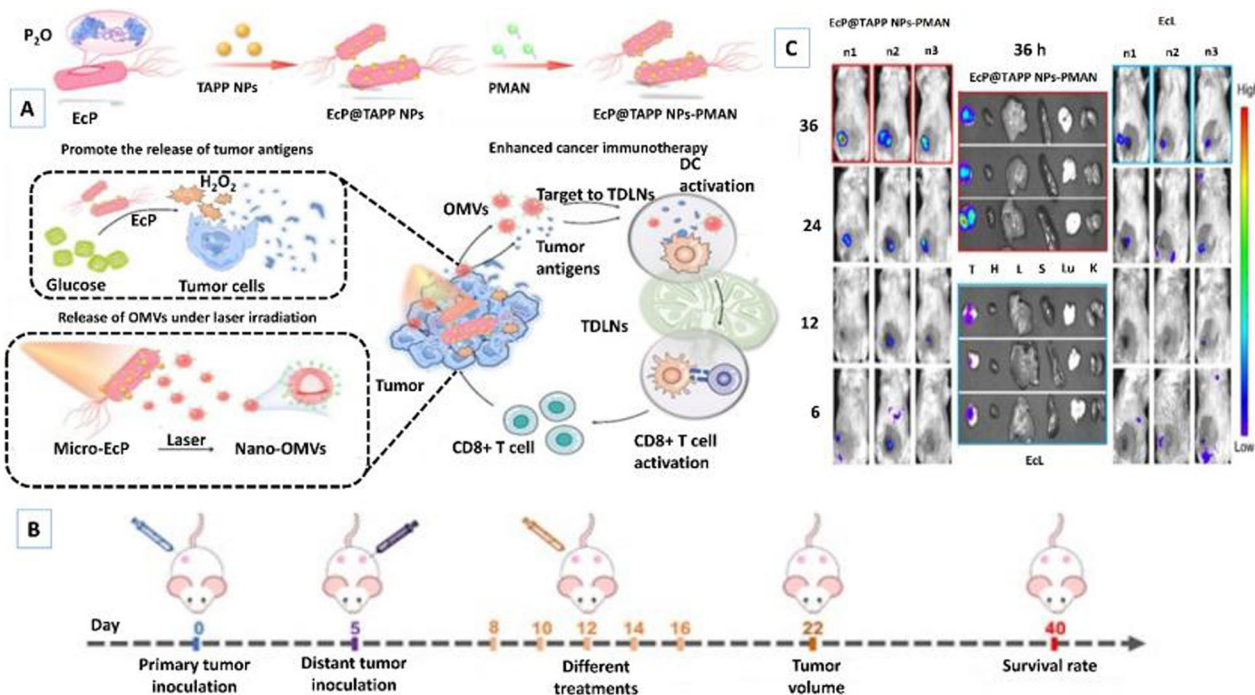 P₂O
TAPP NPs
PMAN
A
EcP
EcP@TAPP NPs
EcP@TAPP NPs-PMAN
Promote the release of tumor antigens
Enhanced cancer immunotherapy
H₂O₂
EcP
Glucose
Tumor cells
Release of OMVs under laser irradiation
OMVs
Target to TDLNs
DC
activation
Tumor
antigens
TDLNs
Tumor
Micro-EcP
Laser
Nano-OMVs
CD8+ T cell
CD8+ T cell
activation
C
EcP@TAPP NPs-PMAN
EcL
n1 n2 n3
36 h
n1 n2 n3
EcP@TAPP NPs-PMAN
36
24
12
6
T H L S Lu K
EcL
High
Low
B
Day
0 5 8 10 12 14 16 22 40
Primary tumor
inoculation
Distant tumor
inoculation
Different
treatments
Tumor
volume
Survival rate